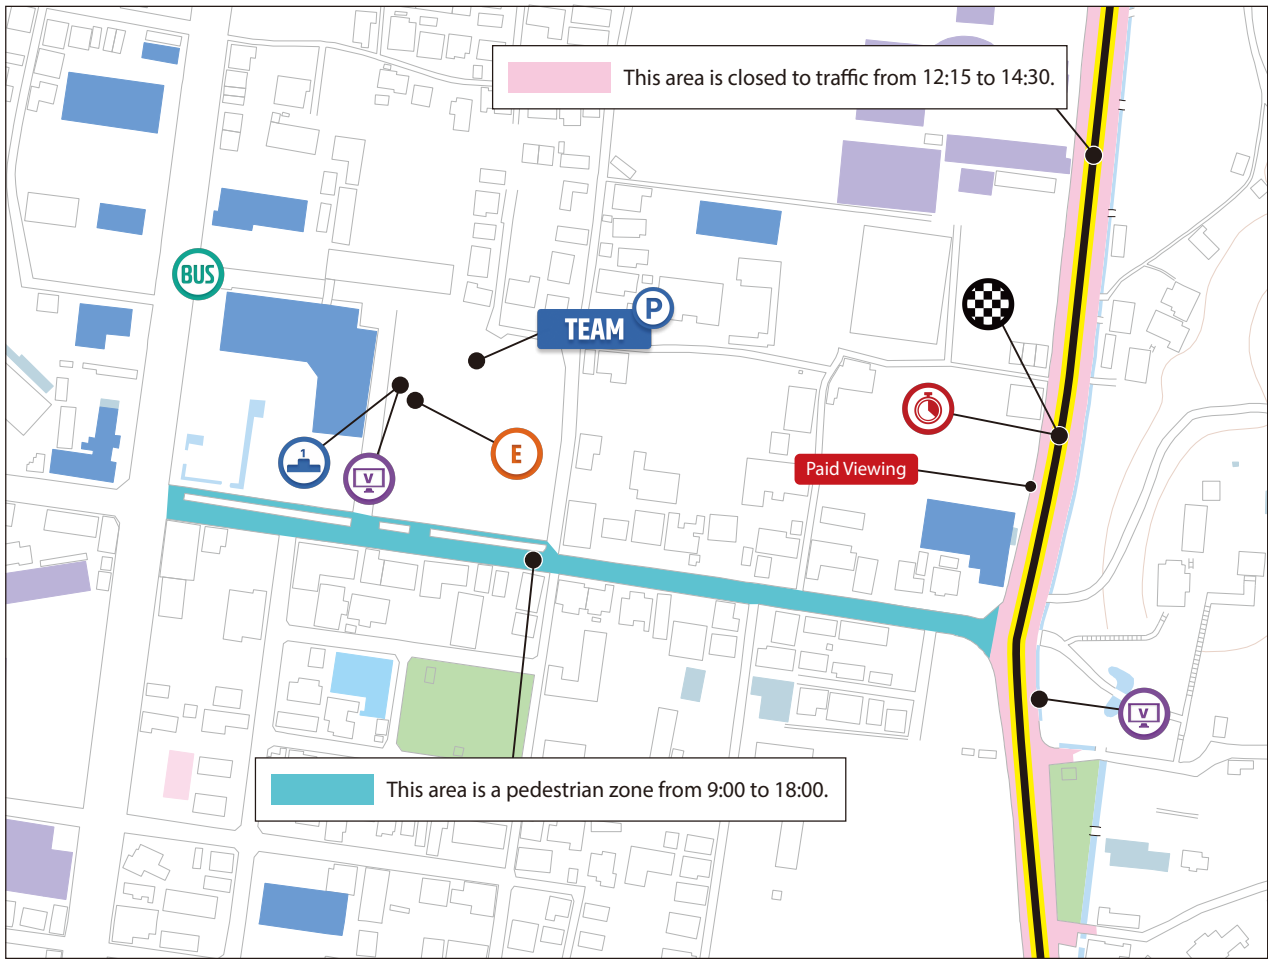 This area is closed to traffic from 12:15 to 14:30.
BUS
P
TEAM
Paid Viewing
1
V
E
V
This area is a pedestrian zone from 9:00 to 18:00.